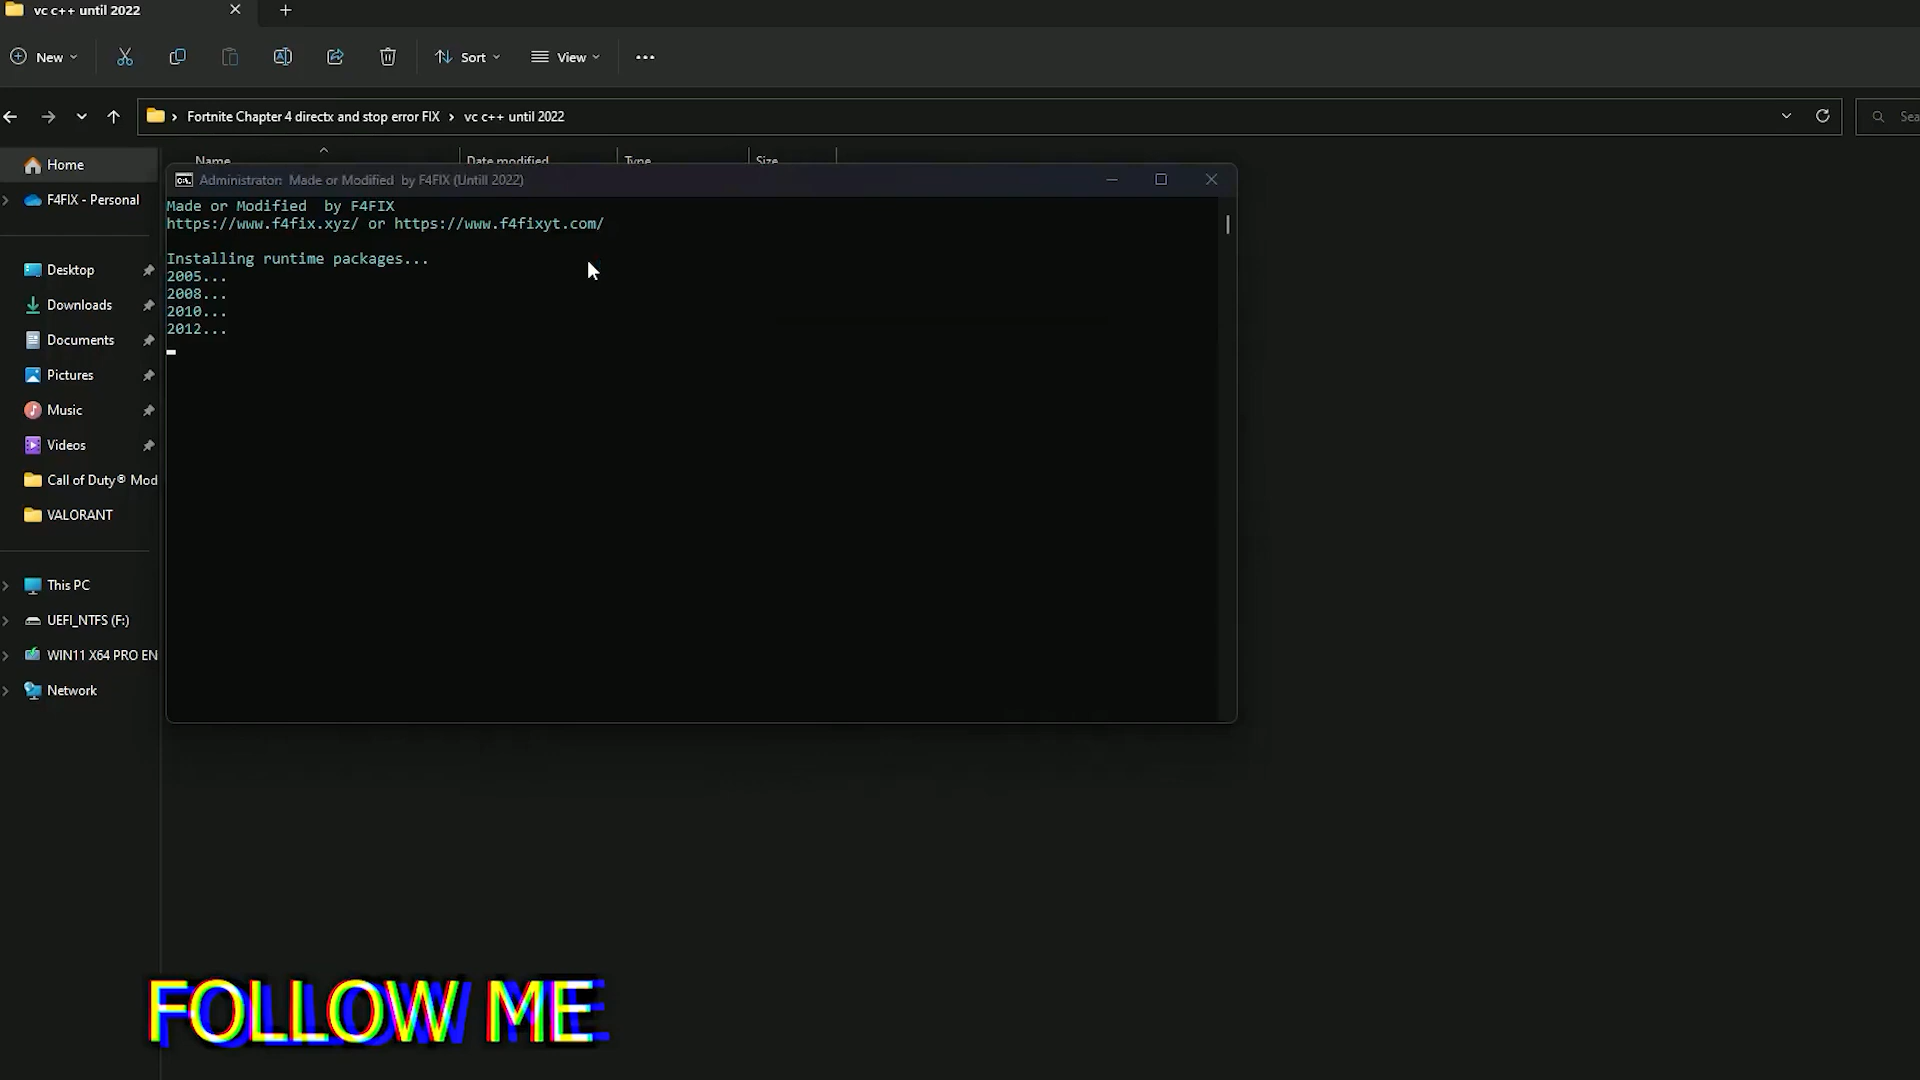 vc c++ until 2022
New
Sort
View
Fortnite Chapter 4 directx and stop error FIX > vc c++ until 2022
Sea
Name
Date modified
Type
Size
Home
F4FIX - Personal
Desktop
Downloads
Documents
Pictures
Music
Videos
Call of Duty® Mod
VALORANT
This PC
UEFI_NTFS (F:)
WIN11 X64 PRO EN
Network
Administrator: Made or Modified by F4FIX (Untill 2022)
Made or Modified by F4FIX
https://www.f4fix.xyz/ or https://www.f4fixyt.com/
Installing runtime packages...
2005...
2008...
2010...
2012...
FOLLOW ME